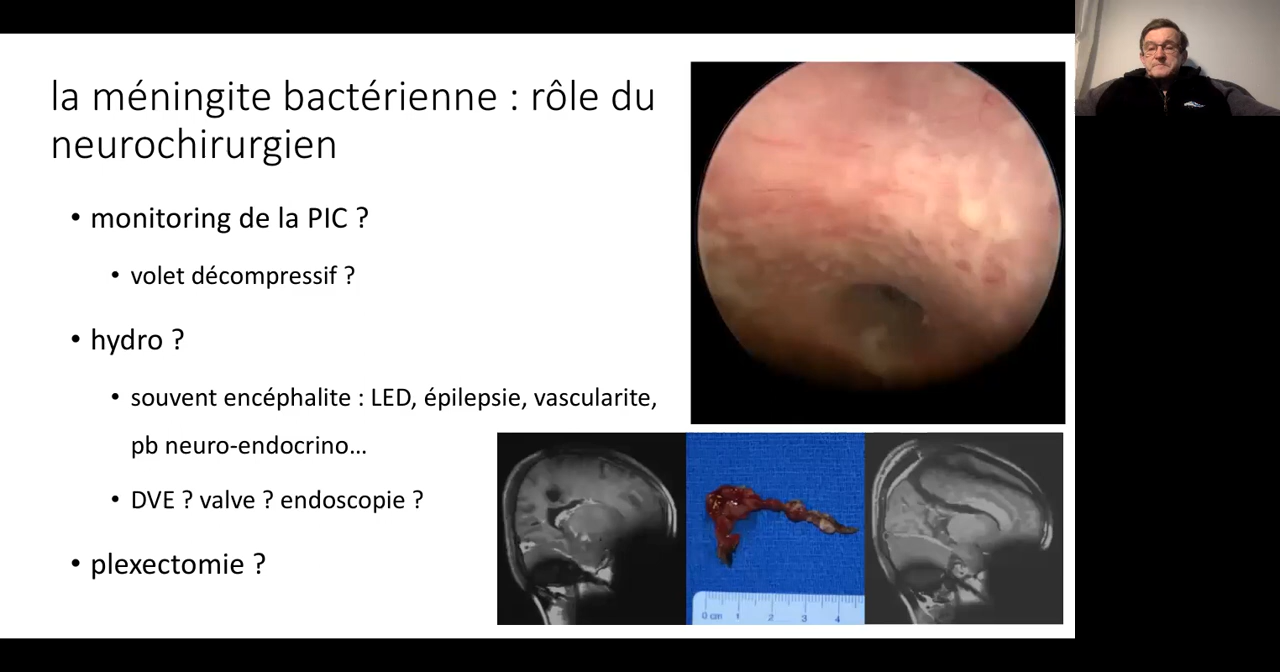 la méningite bactérienne : rôle du
neurochirurgien
• monitoring de la PIC ?
• volet décompressif ?
• hydro ?
• souvent encéphalite : LED, épilepsie, vascularite,
pb neuro-endocrino...
• DVE ? valve ? endoscopie ?
• plexectomie ?
0 cm 1 2 3 4